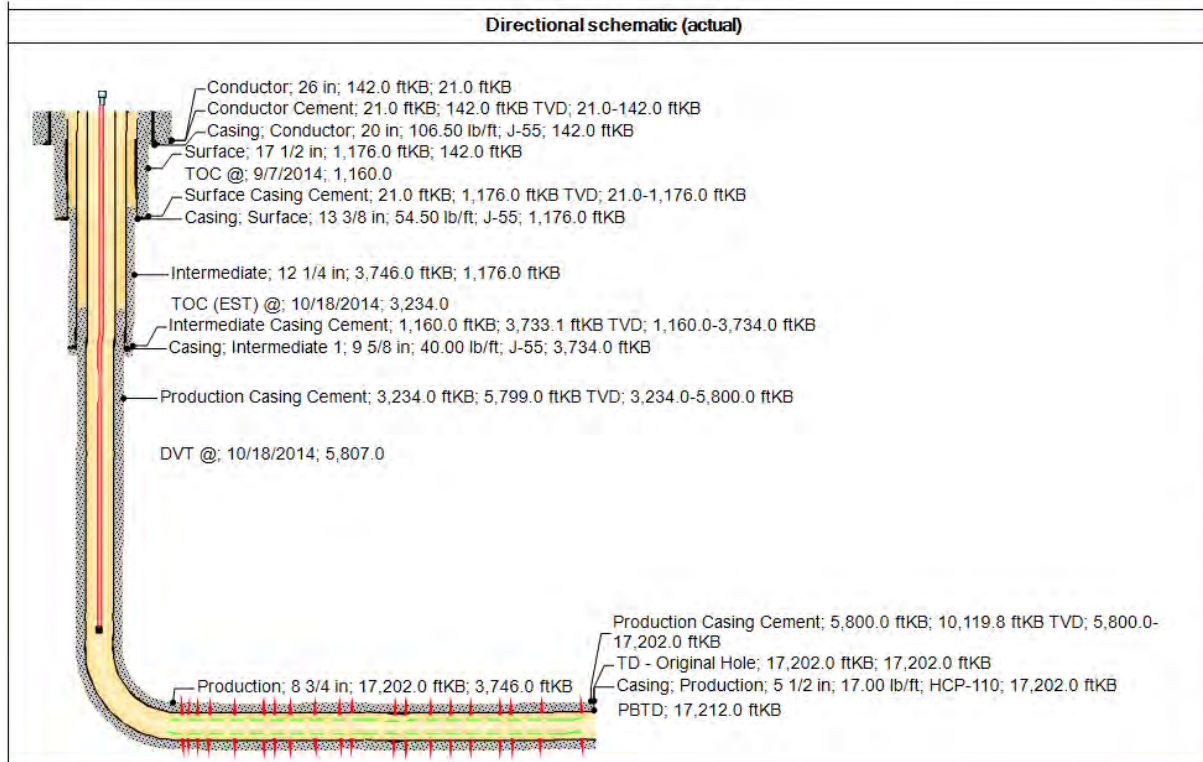 Directional schematic (actual)
Conductor; 26 in; 142.0 ftKB; 21.0 ftKB
Conductor Cement; 21.0 ftKB; 142.0 ftKB TVD; 21.0-142.0 ftKB
Casing; Conductor; 20 in; 106.50 lb/ft; J-55; 142.0 ftKB
Surface; 17 1/2 in; 1,176.0 ftKB; 142.0 ftKB
TOC @; 9/7/2014; 1,160.0
Surface Casing Cement; 21.0 ftKB; 1,176.0 ftKB TVD; 21.0-1,176.0 ftKB
Casing; Surface; 13 3/8 in; 54.50 lb/ft; J-55; 1,176.0 ftKB
Intermediate; 12 1/4 in; 3,746.0 ftKB; 1,176.0 ftKB
TOC (EST) @; 10/18/2014; 3,234.0
Intermediate Casing Cement; 1,160.0 ftKB; 3,733.1 ftKB TVD; 1,160.0-3,734.0 ftKB
Casing; Intermediate 1; 9 5/8 in; 40.00 lb/ft; J-55; 3,734.0 ftKB
Production Casing Cement; 3,234.0 ftKB; 5,799.0 ftKB TVD; 3,234.0-5,800.0 ftKB
DVT @; 10/18/2014; 5,807.0
Production Casing Cement; 5,800.0 ftKB; 10,119.8 ftKB TVD; 5,800.0-
17,202.0 ftKB
TD - Original Hole; 17,202.0 ftKB; 17,202.0 ftKB
Production; 8 3/4 in; 17,202.0 ftKB; 3,746.0 ftKB
Casing; Production; 5 1/2 in; 17.00 lb/ft; HCP-110; 17,202.0 ftKB
PBTD; 17,212.0 ftKB